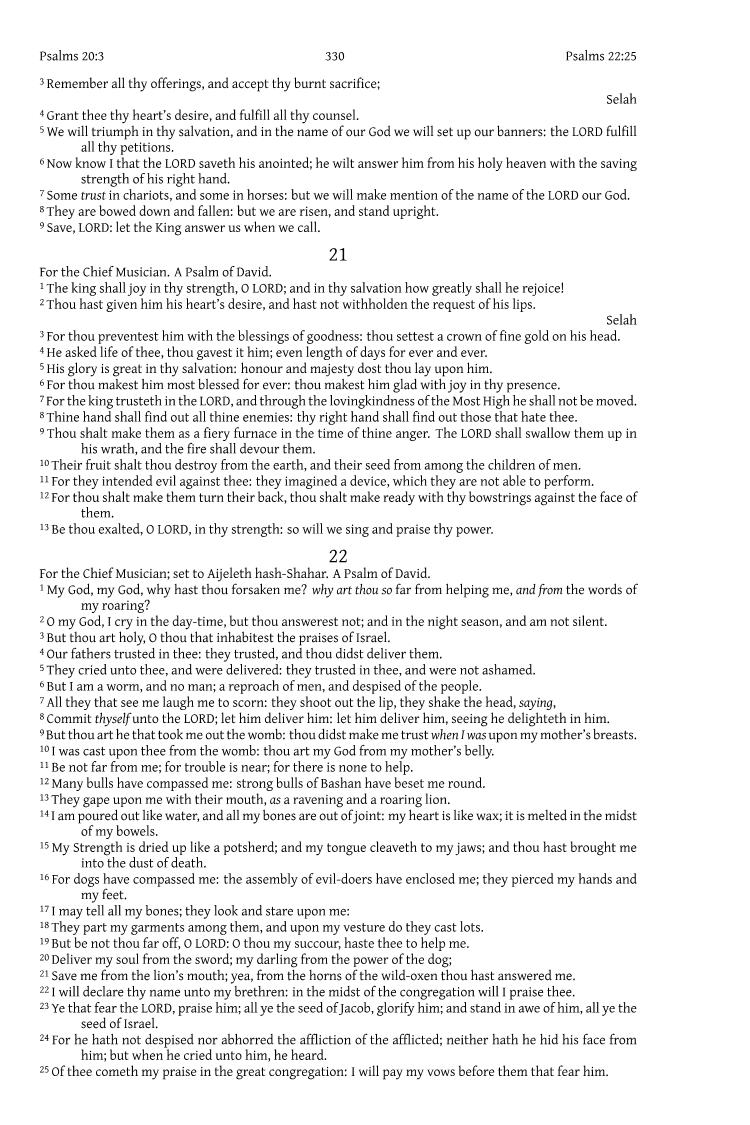 Psalms 20:3 330 Psalms 22:25
3 Remember all thy offerings, and accept thy burnt sacrifice;
Selah
4 Grant thee thy heart's desire, and fulfill all thy counsel.
5 We will triumph in thy salvation, and in the name of our God we will set up our banners: the LORD fulfill
all thy petitions.
6 Now know I that the LORD saveth his anointed; he wilt answer him from his holy heaven with the saving
strength of his right hand.
7 Some trust in chariots, and some in horses: but we will make mention of the name of the LORD our God.
8 They are bowed down and fallen: but we are risen, and stand upright.
9 Save, LORD: let the King answer us when we call.
21
For the Chief Musician. A Psalm of David.
1 The king shall joy in thy strength, O LORD; and in thy salvation how greatly shall he rejoice!
2 Thou hast given him his heart's desire, and hast not withholden the request of his lips.
Selah
3 For thou preventest him with the blessings of goodness: thou settest a crown of fine gold on his head.
4 He asked life of thee, thou gavest it him; even length of days for ever and ever.
5 His glory is great in thy salvation: honour and majesty dost thou lay upon him.
6 For thou makest him most blessed for ever: thou makest him glad with joy in thy presence.
7 For the king trusteth in the LORD, and through the lovingkindness of the Most High he shall not be moved.
8 Thine hand shall find out all thine enemies: thy right hand shall find out those that hate thee.
9 Thou shalt make them as a fiery furnace in the time of thine anger. The LORD shall swallow them up in
his wrath, and the fire shall devour them.
10 Their fruit shalt thou destroy from the earth, and their seed from among the children of men.
11 For they intended evil against thee: they imagined a device, which they are not able to perform.
12 For thou shalt make them turn their back, thou shalt make ready with thy bowstrings against the face of
them.
13 Be thou exalted, O LORD, in thy strength: so will we sing and praise thy power.
22
For the Chief Musician; set to Aijeleth hash-Shahar. A Psalm of David.
1 My God, my God, why hast thou forsaken me? why art thou so far from helping me, and from the words of
my roaring?
2 O my God, I cry in the day-time, but thou answerest not; and in the night season, and am not silent.
3 But thou art holy, O thou that inhabitest the praises of Israel.
4 Our fathers trusted in thee: they trusted, and thou didst deliver them.
5 They cried unto thee, and were delivered: they trusted in thee, and were not ashamed.
6 But I am a worm, and no man; a reproach of men, and despised of the people.
7 All they that see me laugh me to scorn: they shoot out the lip, they shake the head, saying,
8 Commit thyself unto the LORD; let him deliver him: let him deliver him, seeing he delighteth in him.
9 But thou art he that took me out the womb: thou didst make me trust when I was upon my mother's breasts.
10 I was cast upon thee from the womb: thou art my God from my mother's belly.
11 Be not far from me; for trouble is near; for there is none to help.
12 Many bulls have compassed me: strong bulls of Bashan have beset me round.
13 They gape upon me with their mouth, as a ravening and a roaring lion.
14 I am poured out like water, and all my bones are out of joint: my heart is like wax; it is melted in the midst
of my bowels.
15 My Strength is dried up like a potsherd; and my tongue cleaveth to my jaws; and thou hast brought me
into the dust of death.
16 For dogs have compassed me: the assembly of evil-doers have enclosed me; they pierced my hands and
my feet.
17 I may tell all my bones; they look and stare upon me:
18 They part my garments among them, and upon my vesture do they cast lots.
19 But be not thou far off, O LORD: O thou my succour, haste thee to help me.
20 Deliver my soul from the sword; my darling from the power of the dog;
21 Save me from the lion's mouth; yea, from the horns of the wild-oxen thou hast answered me.
22 I will declare thy name unto my brethren: in the midst of the congregation will I praise thee.
23 Ye that fear the LORD, praise him; all ye the seed of Jacob, glorify him; and stand in awe of him, all ye the
seed of Israel.
24 For he hath not despised nor abhorred the affliction of the afflicted; neither hath he hid his face from
him; but when he cried unto him, he heard.
25 Of thee cometh my praise in the great congregation: I will pay my vows before them that fear him.